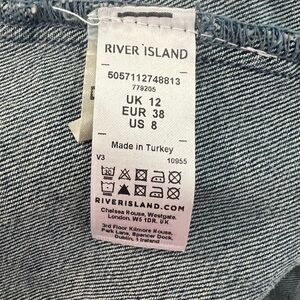 RIVER ISLAND
5057112748813
779205
UK 12
EUR 38
US 8
Made in Turkey
V3 10955
RIVERISLAND.COM
Chelsea House, Westgate,
London. W5 1DR. UK
3rd Floor Kilmore House,
Park Lane, Spencer Dock,
Dublin, 1 Ireland